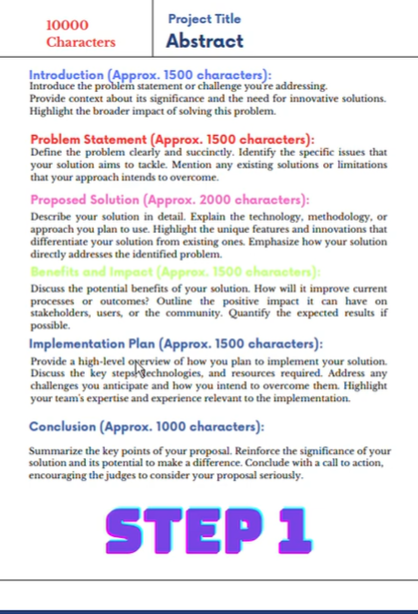 10000
Characters
Project Title
Abstract
Introduction (Approx. 1500 characters):
Introduce the problem statement or challenge you're addressing.
Provide context about its significance and the need for innovative solutions.
Highlight the broader impact of solving this problem.
Problem Statement (Approx. 1500 characters):
Define the problem clearly and succinctly. Identify the specific issues that
your solution aims to tackle. Mention any existing solutions or limitations
that your approach intends to overcome.
Proposed Solution (Approx. 2000 characters):
Describe your solution in detail. Explain the technology, methodology, or
approach you plan to use. Highlight the unique features and innovations that
differentiate your solution from existing ones. Emphasize how your solution
directly addresses the identified problem.
Benefits and Impact (Approx. 1500 characters):
Discuss the potential benefits of your solution. How will it improve current
processes or outcomes? Outline the positive impact it can have on
stakeholders, users, or the community. Quantify the expected results if
possible.
Implementation Plan (Approx. 1500 characters):
Provide a high-level overview of how you plan to implement your solution.
Discuss the key steps, technologies, and resources required. Address any
challenges you anticipate and how you intend to overcome them. Highlight
your team's expertise and experience relevant to the implementation.
Conclusion (Approx. 1000 characters):
Summarize the key points of your proposal. Reinforce the significance of your
solution and its potential to make a difference. Conclude with a call to action,
encouraging the judges to consider your proposal seriously.
STEP 1